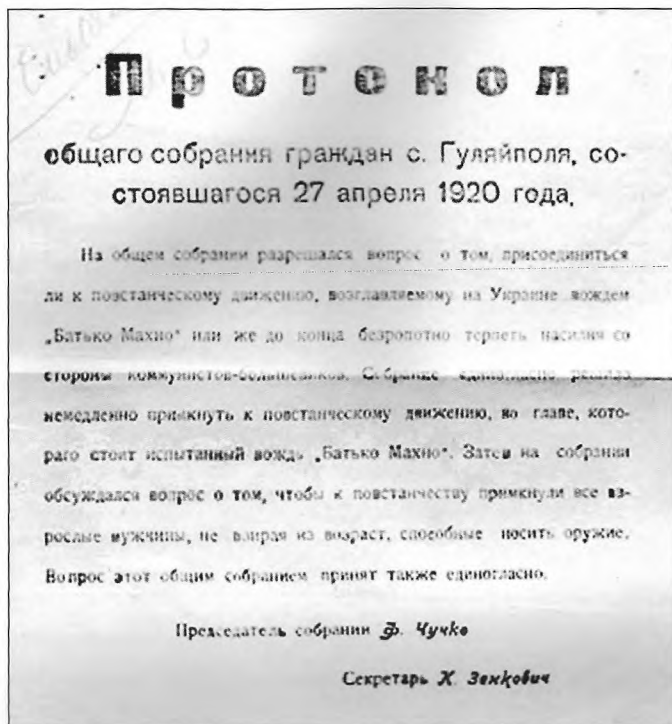 Протокол
общаго собрания граждан с. Гуляйполя, со-
стоявшагося 27 апреля 1920 года.
На общем собрании разрешался вопрос о том, присоединиться
ли к повстанческому движению, возглавляемому на Украине вождем
„Батько Махно“ или же до конца безропотно терпеть насилия со
стороны коммунистов-большевиков. Собрание единогласно решило
немедленно примкнуть к повстанческому движению, во главе, кото-
раго стоит испытанный вождь „Батько Махно“. Затем на собрании
обсуждался вопрос о том, чтобы к повстанчеству примкнули все вз-
рослые мужчины, не взирая на возраст, способные носить оружие.
Вопрос этот общим собранием принят также единогласно.
Председатель собрании Ф. Чучко
Секретарь Х. Зенкович